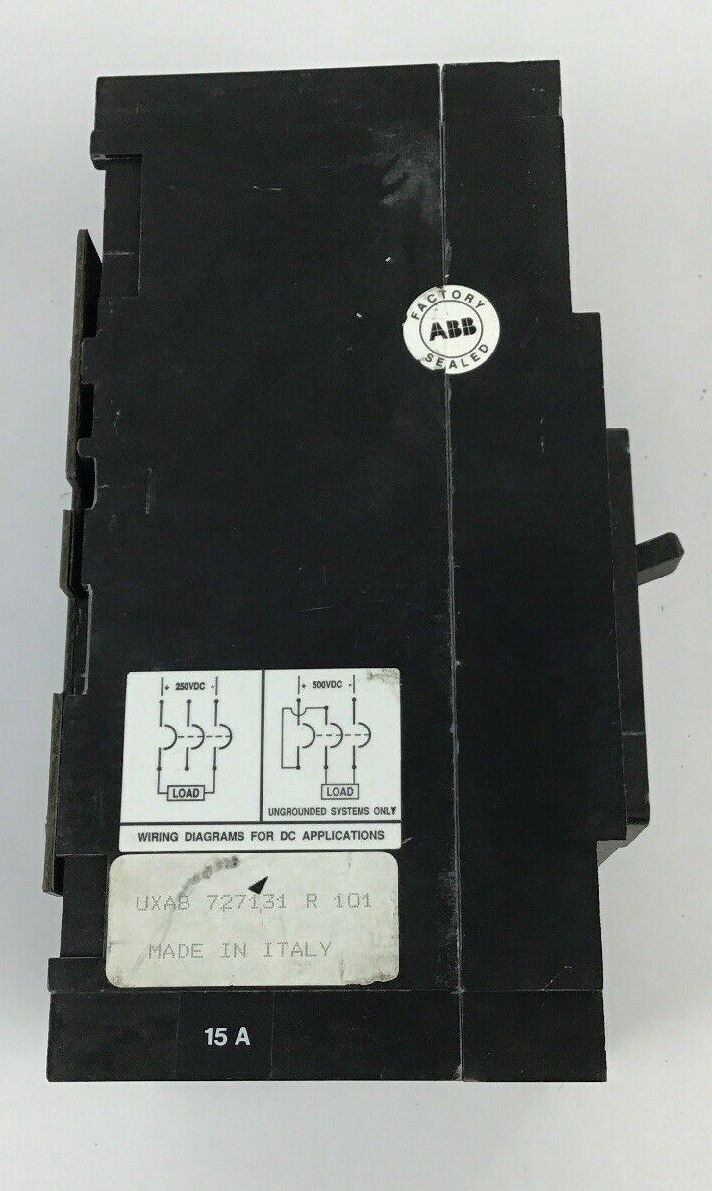 FACTORY
ABB
SEALED
+ 250VDC -
+ 500VDC -
LOAD
LOAD
UNGROUNDED SYSTEMS ONLY
WIRING DIAGRAMS FOR DC APPLICATIONS
UXAB 727131 R 101
MADE IN ITALY
15 A